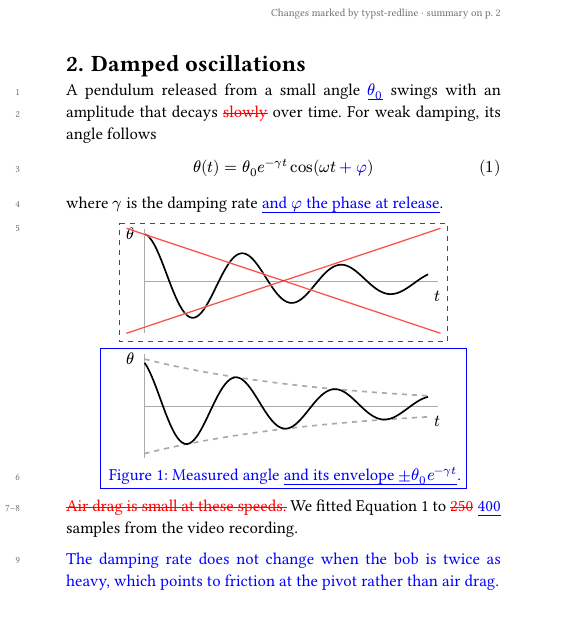 Changes marked by typst-redline · summary on p. 2
2. Damped oscillations
1 A pendulum released from a small angle θ₀ swings with an
2 amplitude that decays slowly over time. For weak damping, its
angle follows
3 θ(t) = θ₀e^{−γt} cos(ωt + φ) (1)
4 where γ is the damping rate and φ the phase at release.
5
θ
t
θ
t
6 Figure 1: Measured angle and its envelope ±θ₀e^{−γt}.
7–8 Air drag is small at these speeds. We fitted Equation 1 to 250 400
samples from the video recording.
9 The damping rate does not change when the bob is twice as
heavy, which points to friction at the pivot rather than air drag.